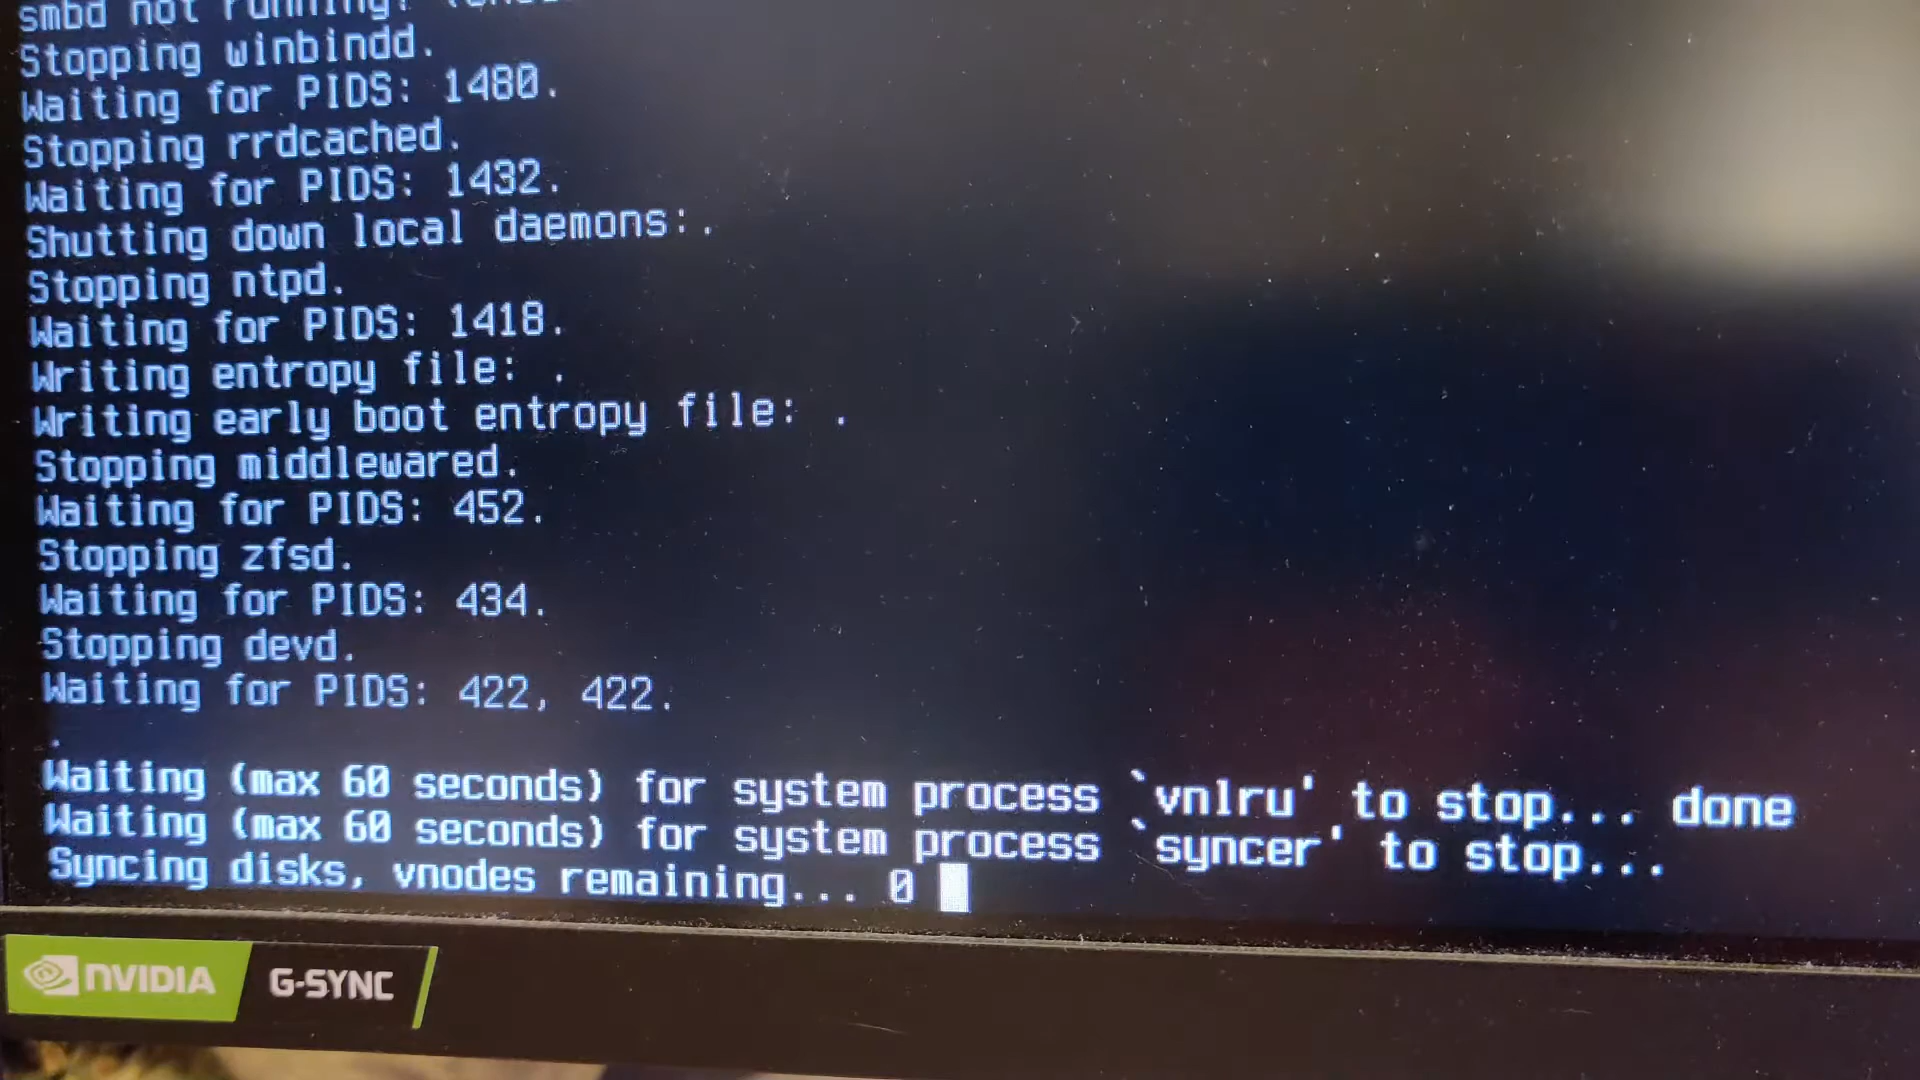 smbd not running?
Stopping winbindd.
Waiting for PIDS: 1480.
Stopping rrdcached.
Waiting for PIDS: 1432.
Shutting down local daemons:.
Stopping ntpd.
Waiting for PIDS: 1418.
Writing entropy file: .
Writing early boot entropy file: .
Stopping middlewared.
Waiting for PIDS: 452.
Stopping zfsd.
Waiting for PIDS: 434.
Stopping devd.
Waiting for PIDS: 422, 422.
.
Waiting (max 60 seconds) for system process `vnlru' to stop... done
Waiting (max 60 seconds) for system process `syncer' to stop...
Syncing disks, vnodes remaining... 0
NVIDIA G-SYNC